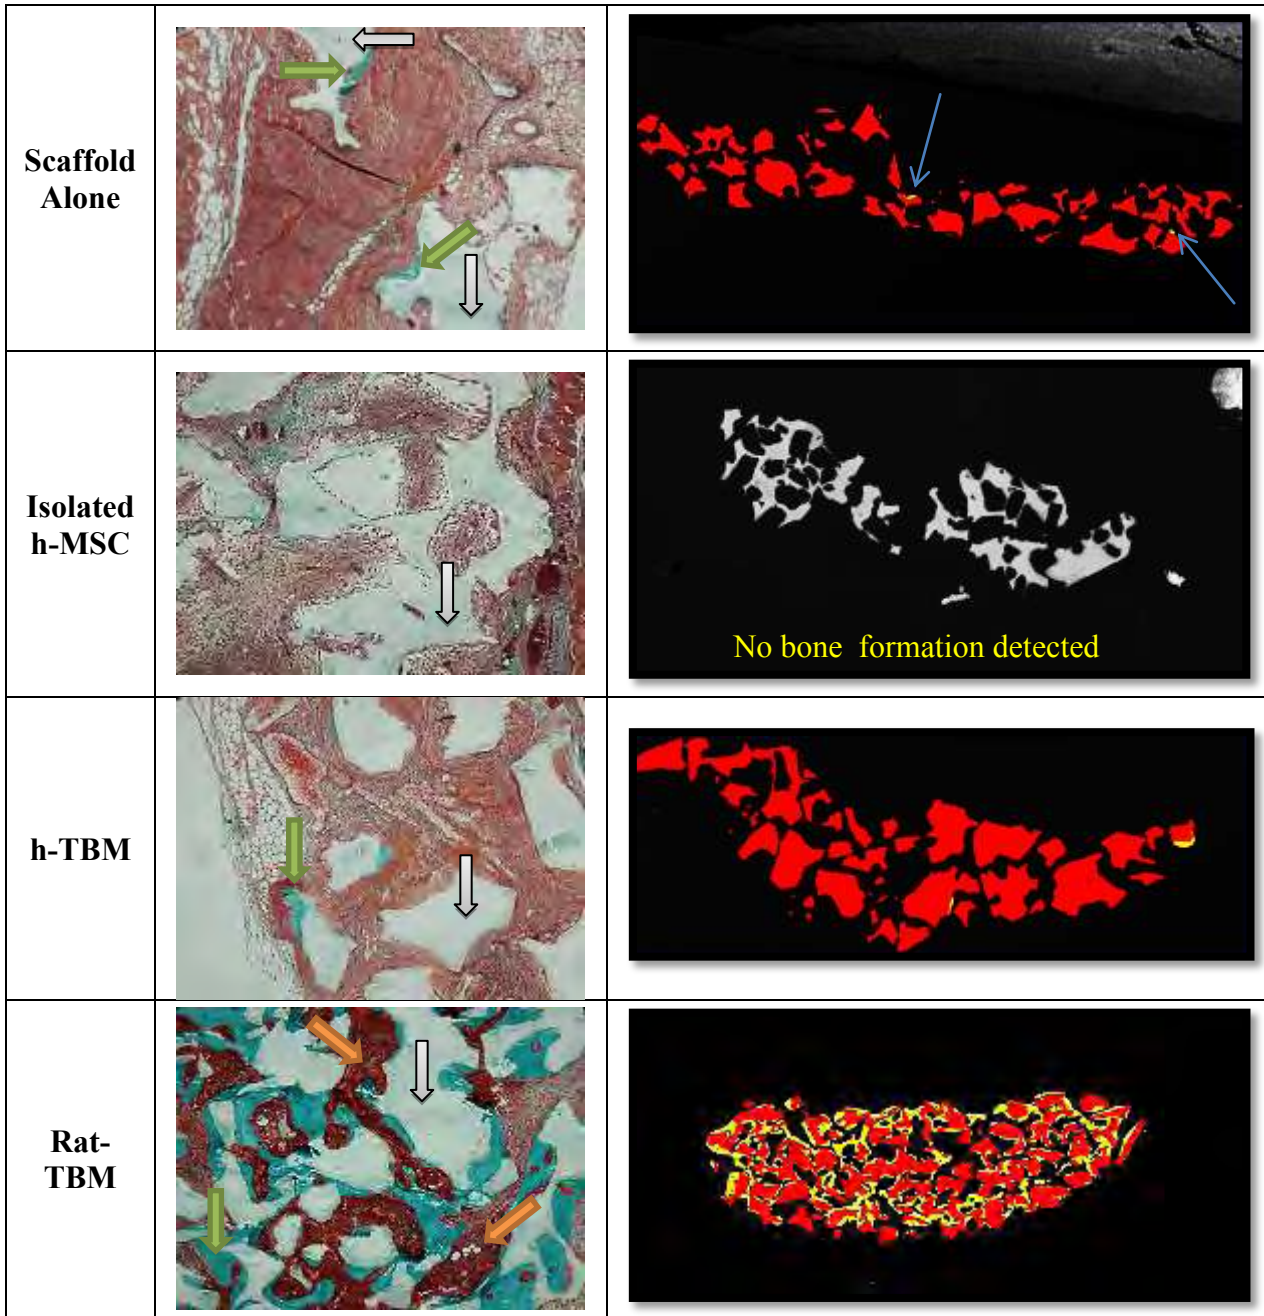 Scaffold
Alone
Isolated
h-MSC
No bone formation detected
h-TBM
Rat-
TBM